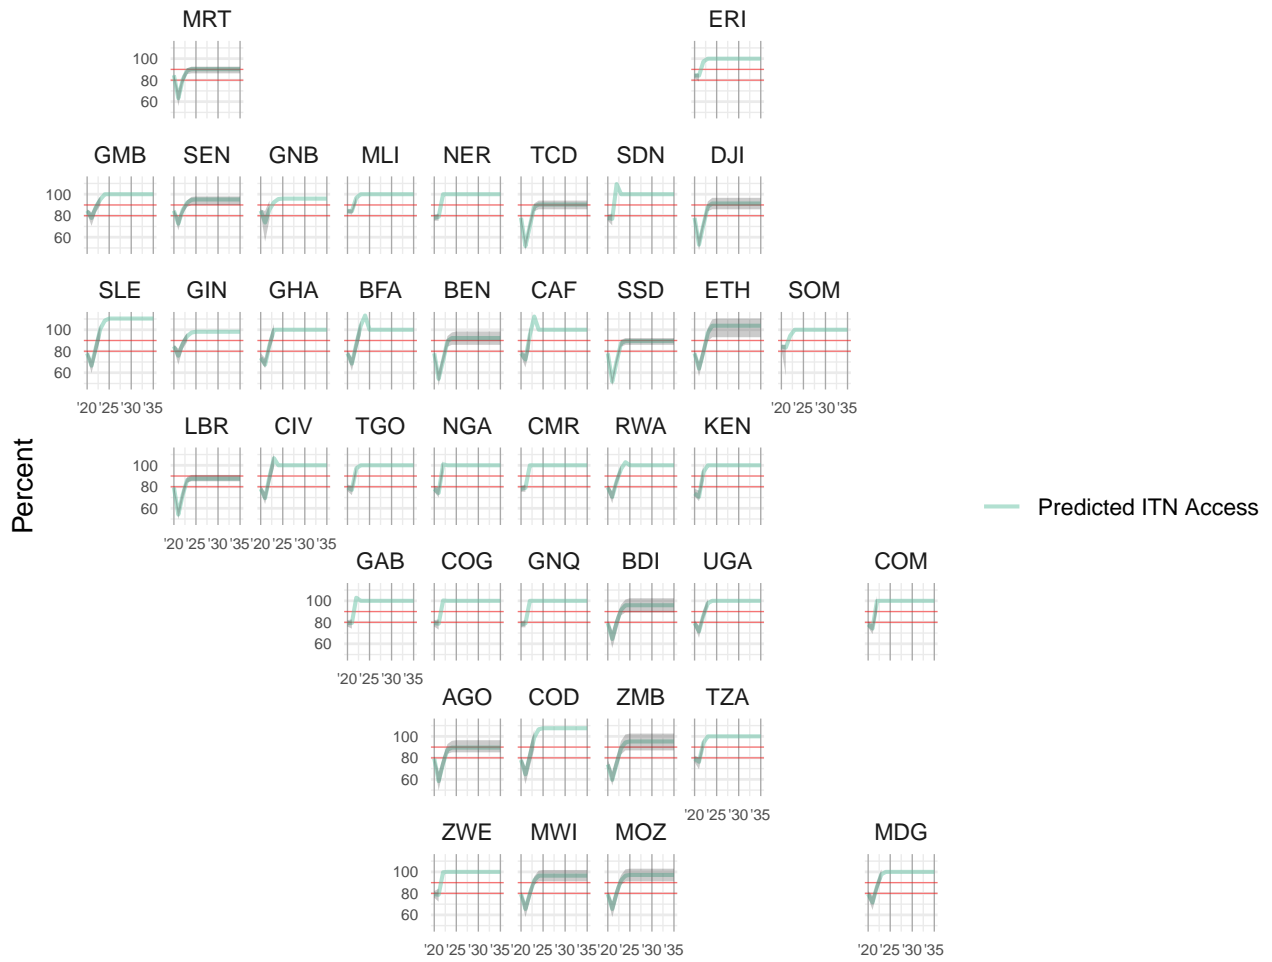 MRT ERI
100
80
60
GMB SEN GNB MLI NER TCD SDN DJI
100
80
60
SLE GIN GHA BFA BEN CAF SSD ETH SOM
100
80
60
'20 '25 '30 '35 '20 '25 '30 '35
LBR CIV TGO NGA CMR RWA KEN
100
80
60
'20 '25 '30 '35 '20 '25 '30 '35
GAB COG GNQ BDI UGA COM
100
80
60
'20 '25 '30 '35
AGO COD ZMB TZA
100
80
60
'20 '25 '30 '35
ZWE MWI MOZ MDG
100
80
60
'20 '25 '30 '35 '20 '25 '30 '35 '20 '25 '30 '35 '20 '25 '30 '35
Percent
Predicted ITN Access